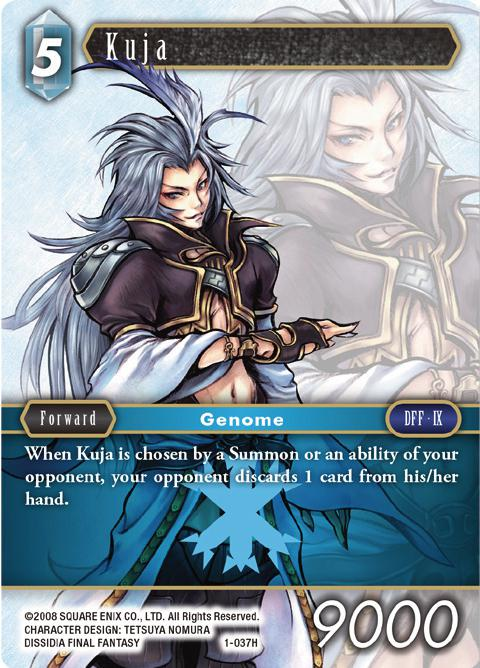 5
Kuja
Forward
Genome
DFF · IX
When Kuja is chosen by a Summon or an ability of your
opponent, your opponent discards 1 card from his/her
hand.
©2008 SQUARE ENIX CO., LTD. All Rights Reserved.
CHARACTER DESIGN: TETSUYA NOMURA
DISSIDIA FINAL FANTASY
1-037H
9000